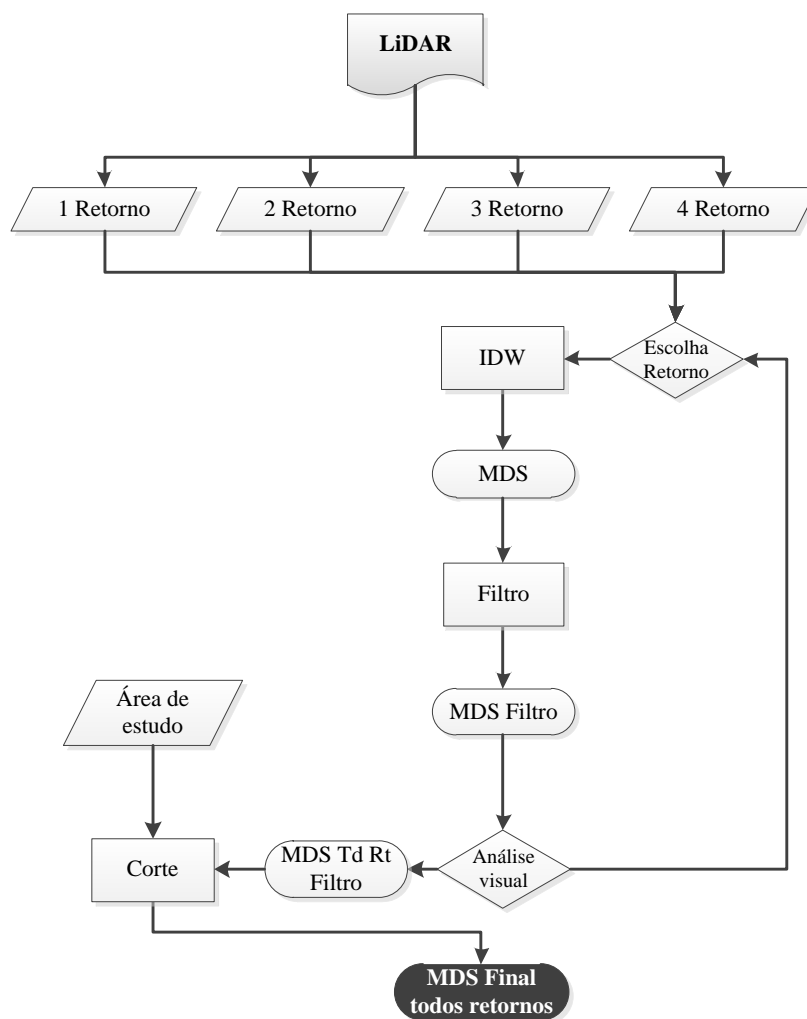 LiDAR
1 Retorno
2 Retorno
3 Retorno
4 Retorno
Escolha
Retorno
IDW
MDS
Filtro
MDS Filtro
Área de
estudo
Análise
visual
MDS Td Rt
Filtro
Corte
MDS Final
todos retornos